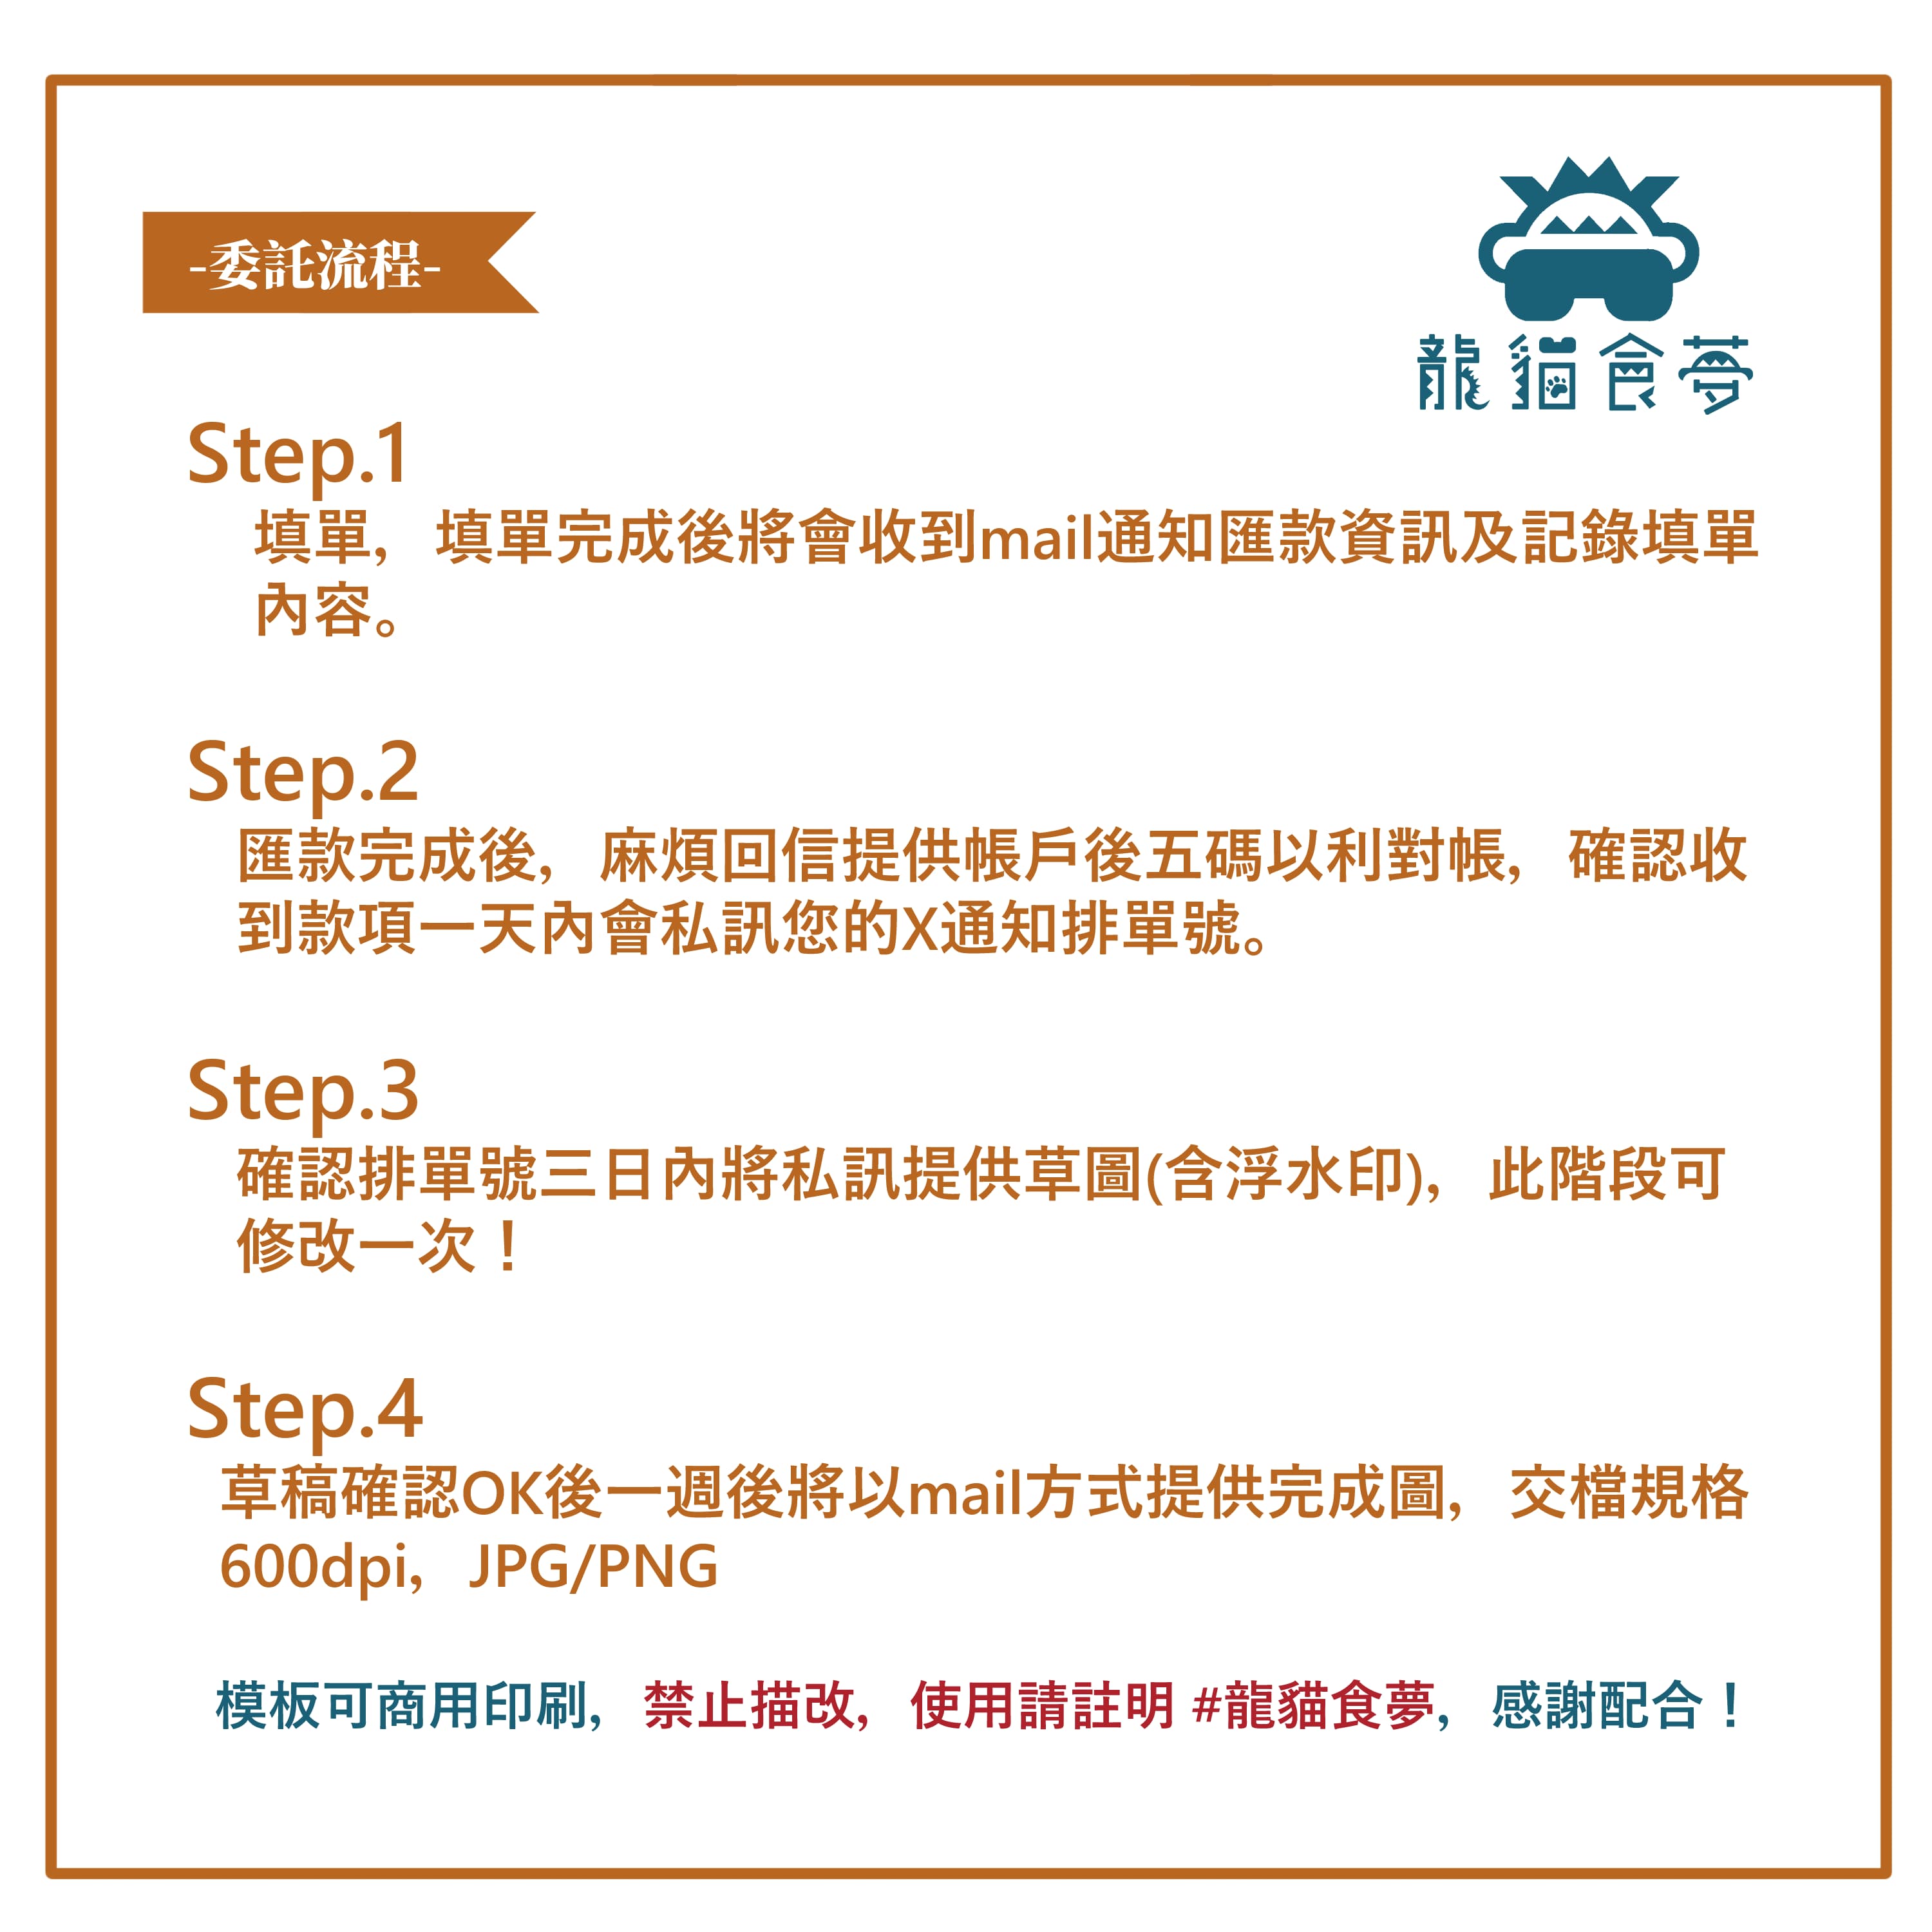 -委託流程-
龍貓食夢
Step.1
填單，填單完成後將會收到mail通知匯款資訊及記錄填單
內容。
Step.2
匯款完成後，麻煩回信提供帳戶後五碼以利對帳，確認收
到款項一天內會私訊您的X通知排單號。
Step.3
確認排單號三日內將私訊提供草圖(含浮水印)，此階段可
修改一次！
Step.4
草稿確認OK後一週後將以mail方式提供完成圖，交檔規格
600dpi，JPG/PNG
模板可商用印刷，禁止描改，使用請註明 #龍貓食夢，感謝配合！